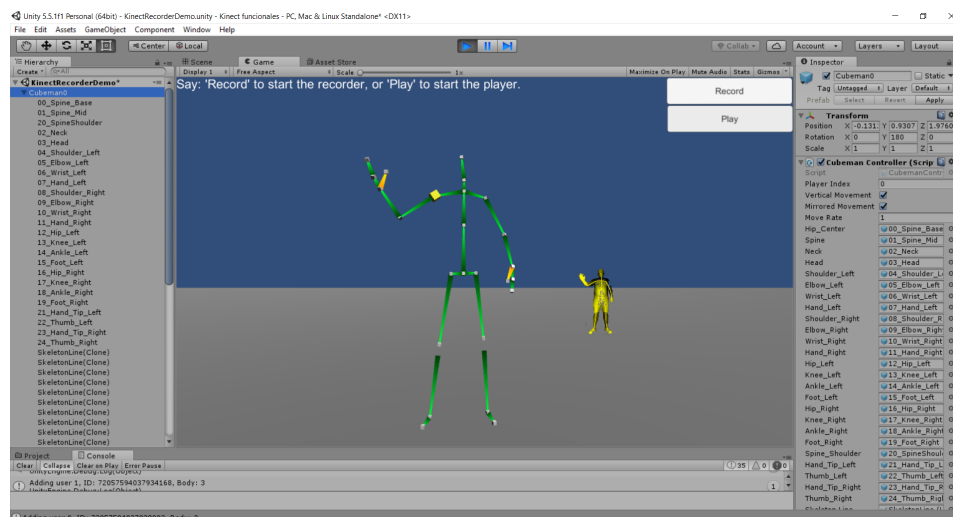 Unity 5.5.1f1 Personal (64bit) - KinectRecorderDemo.unity - Kinect funcionales - PC, Mac & Linux Standalone* <DX11>
File Edit Assets GameObject Component Window Help
Center Local Collab Account Layers Layout
Hierarchy
Create All
KinectRecorderDemo*
Cubeman0
00_Spine_Base
01_Spine_Mid
20_SpineShoulder
02_Neck
03_Head
04_Shoulder_Left
05_Elbow_Left
06_Wrist_Left
07_Hand_Left
08_Shoulder_Right
09_Elbow_Right
10_Wrist_Right
11_Hand_Right
12_Hip_Left
13_Knee_Left
14_Ankle_Left
15_Foot_Left
16_Hip_Right
17_Knee_Right
18_Ankle_Right
19_Foot_Right
21_Hand_Tip_Left
22_Thumb_Left
23_Hand_Tip_Right
24_Thumb_Right
SkeletonLine(Clone)
SkeletonLine(Clone)
SkeletonLine(Clone)
SkeletonLine(Clone)
SkeletonLine(Clone)
SkeletonLine(Clone)
SkeletonLine(Clone)
SkeletonLine(Clone)
Scene Game Asset Store
Display 1 Free Aspect Scale 1x Maximize On Play Mute Audio Stats Gizmos
Say: 'Record' to start the recorder, or 'Play' to start the player.
Record
Play
Inspector
Cubeman0 Static
Tag Untagged Layer Default
Prefab Select Revert Apply
Transform
Position X -0.131 Y 0.9307 Z 1.9760
Rotation X 0 Y 180 Z 0
Scale X 1 Y 1 Z 1
Cubeman Controller (Scrip
Script CubemanContr
Player Index 0
Vertical Movement
Mirrored Movement
Move Rate 1
Hip_Center 00_Spine_Base
Spine 01_Spine_Mid
Neck 02_Neck
Head 03_Head
Shoulder_Left 04_Shoulder_L
Elbow_Left 05_Elbow_Left
Wrist_Left 06_Wrist_Left
Hand_Left 07_Hand_Left
Shoulder_Right 08_Shoulder_R
Elbow_Right 09_Elbow_Righ
Wrist_Right 10_Wrist_Right
Hand_Right 11_Hand_Right
Hip_Left 12_Hip_Left
Knee_Left 13_Knee_Left
Ankle_Left 14_Ankle_Left
Foot_Left 15_Foot_Left
Hip_Right 16_Hip_Right
Knee_Right 17_Knee_Right
Ankle_Right 18_Ankle_Right
Foot_Right 19_Foot_Right
Spine_Shoulder 20_SpineShoul
Hand_Tip_Left 21_Hand_Tip_L
Thumb_Left 22_Thumb_Left
Hand_Tip_Right 23_Hand_Tip_R
Thumb_Right 24_Thumb_Rigl
Project Console
Clear Collapse Clear on Play Error Pause 35 0 0
UnityEngine.Debug:Log(Object)
Adding user 1, ID: 72057594037934168, Body: 3 1
UnityEngine.Debug:Log(Object)